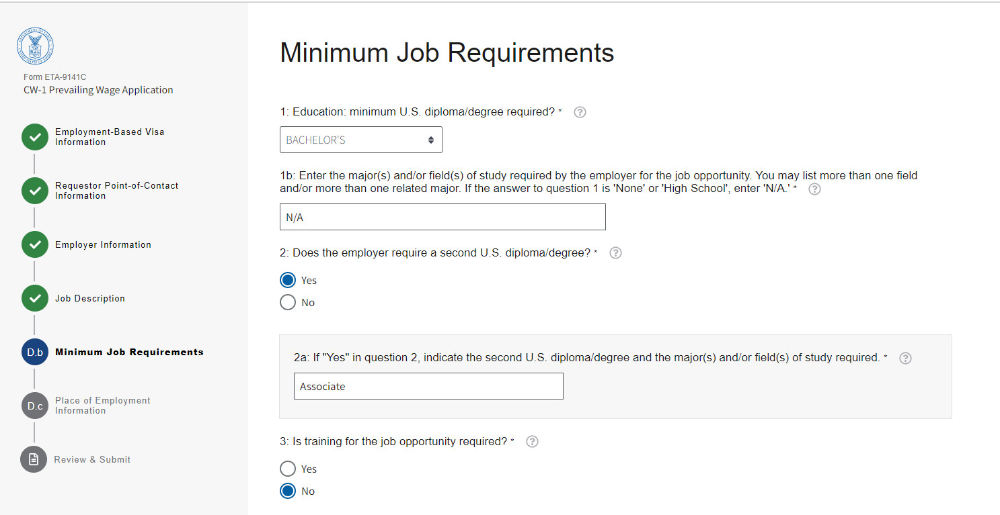 Form ETA-9141C
CW-1 Prevailing Wage Application
Employment-Based Visa
Information
Requestor Point-of-Contact
Information
Employer Information
Job Description
D.b
Minimum Job Requirements
D.c
Place of Employment
Information
Review & Submit
Minimum Job Requirements
1: Education: minimum U.S. diploma/degree required? *
?
BACHELOR'S
1b: Enter the major(s) and/or field(s) of study required by the employer for the job opportunity. You may list more than one field
and/or more than one related major. If the answer to question 1 is 'None' or 'High School', enter 'N/A.' *
?
N/A
2: Does the employer require a second U.S. diploma/degree? *
?
Yes
No
2a: If "Yes" in question 2, indicate the second U.S. diploma/degree and the major(s) and/or field(s) of study required. *
?
Associate
3: Is training for the job opportunity required? *
?
Yes
No